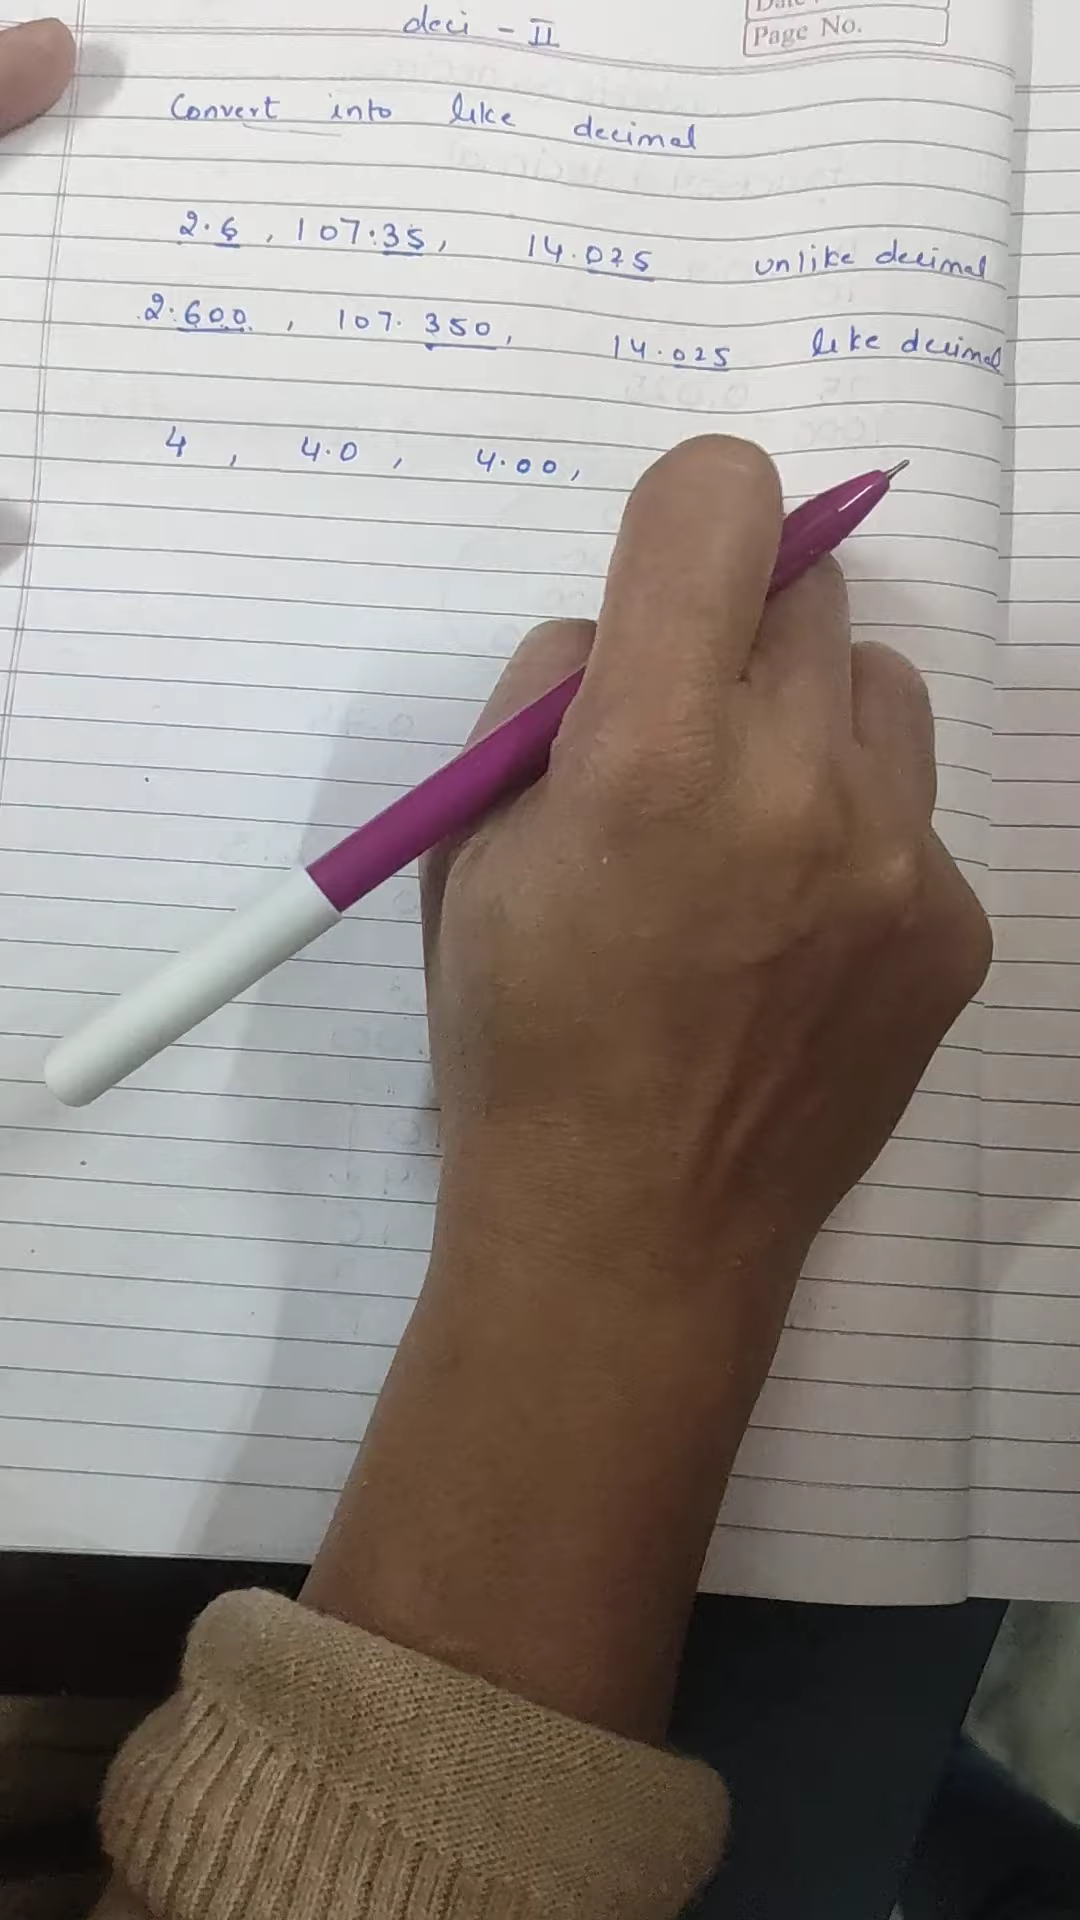 deci - II
Page No.
Convert into like decimal
2.6 , 107.35 , 14.025 unlike decimal
2.600 , 107.350, 14.025 like decimal
4 , 4.0 , 4.00,